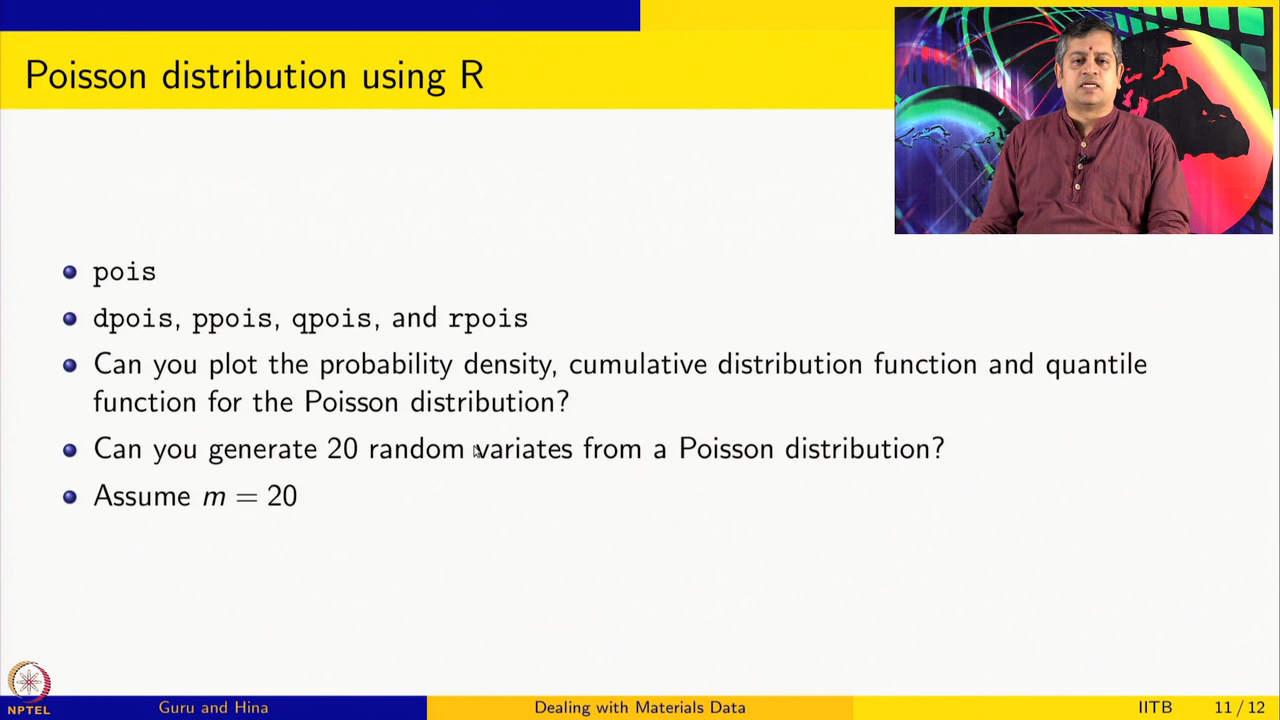 Poisson distribution using R
pois
dpois, ppois, qpois, and rpois
Can you plot the probability density, cumulative distribution function and quantile
function for the Poisson distribution?
Can you generate 20 random variates from a Poisson distribution?
Assume m = 20
NPTEL
Guru and Hina
Dealing with Materials Data
IITB
11 / 12